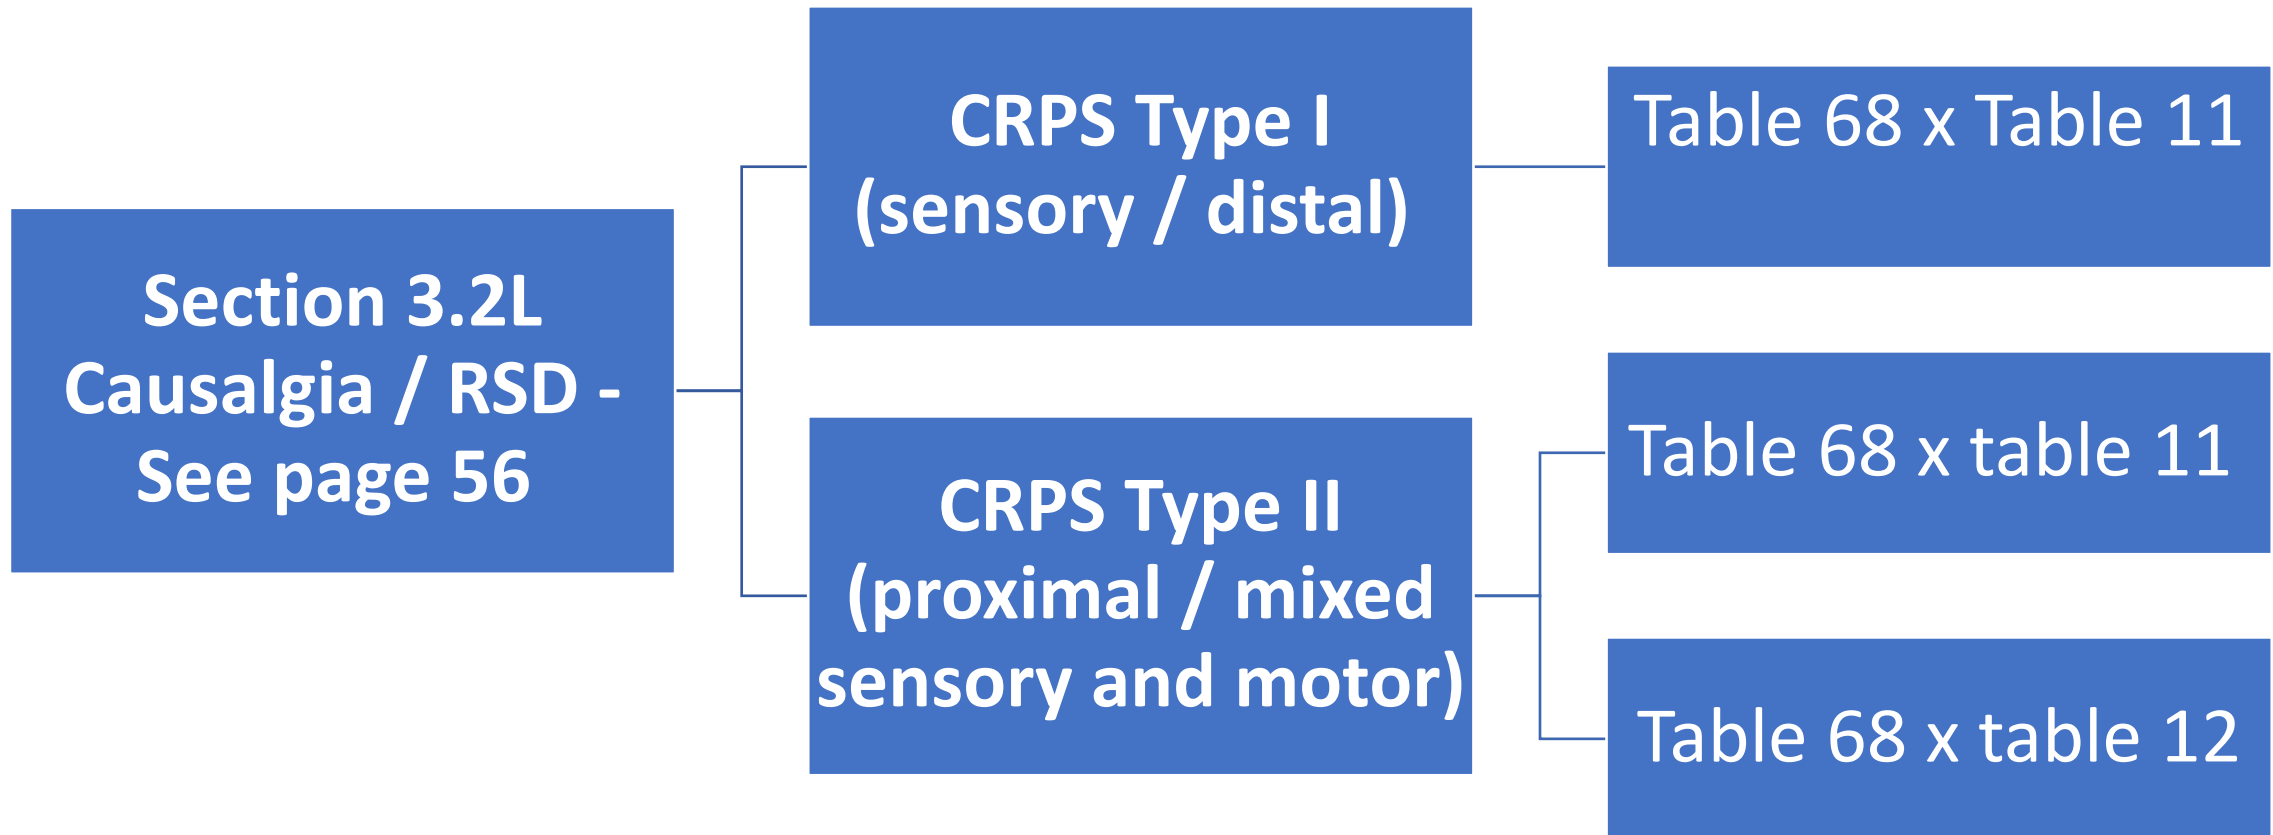 Section 3.2L
Causalgia / RSD -
See page 56
CRPS Type I
(sensory / distal)
Table 68 x Table 11
CRPS Type II
(proximal / mixed
sensory and motor)
Table 68 x table 11
Table 68 x table 12